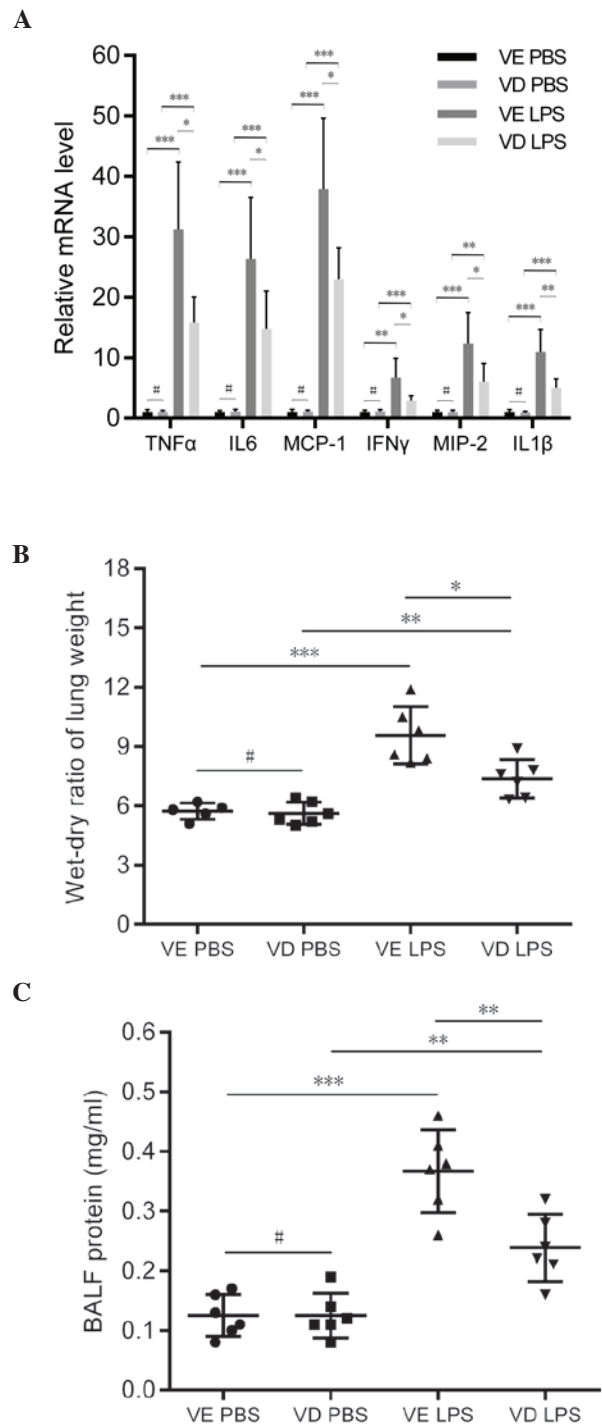 A
Relative mRNA level
60
50
40
30
20
10
0
VE PBS
VD PBS
VE LPS
VD LPS
*** *** * ***
*** *** * ***
*** *** * ***
** *** * ***
*** ** * **
*** *** ** ***
# # # # # #
TNFα IL6 MCP-1 IFNγ MIP-2 IL1β
B
Wet-dry ratio of lung weight
18
15
12
9
6
3
0
*
**
***
#
VE PBS VD PBS VE LPS VD LPS
C
BALF protein (mg/ml)
0.6
0.5
0.4
0.3
0.2
0.1
0.0
**
**
***
#
VE PBS VD PBS VE LPS VD LPS